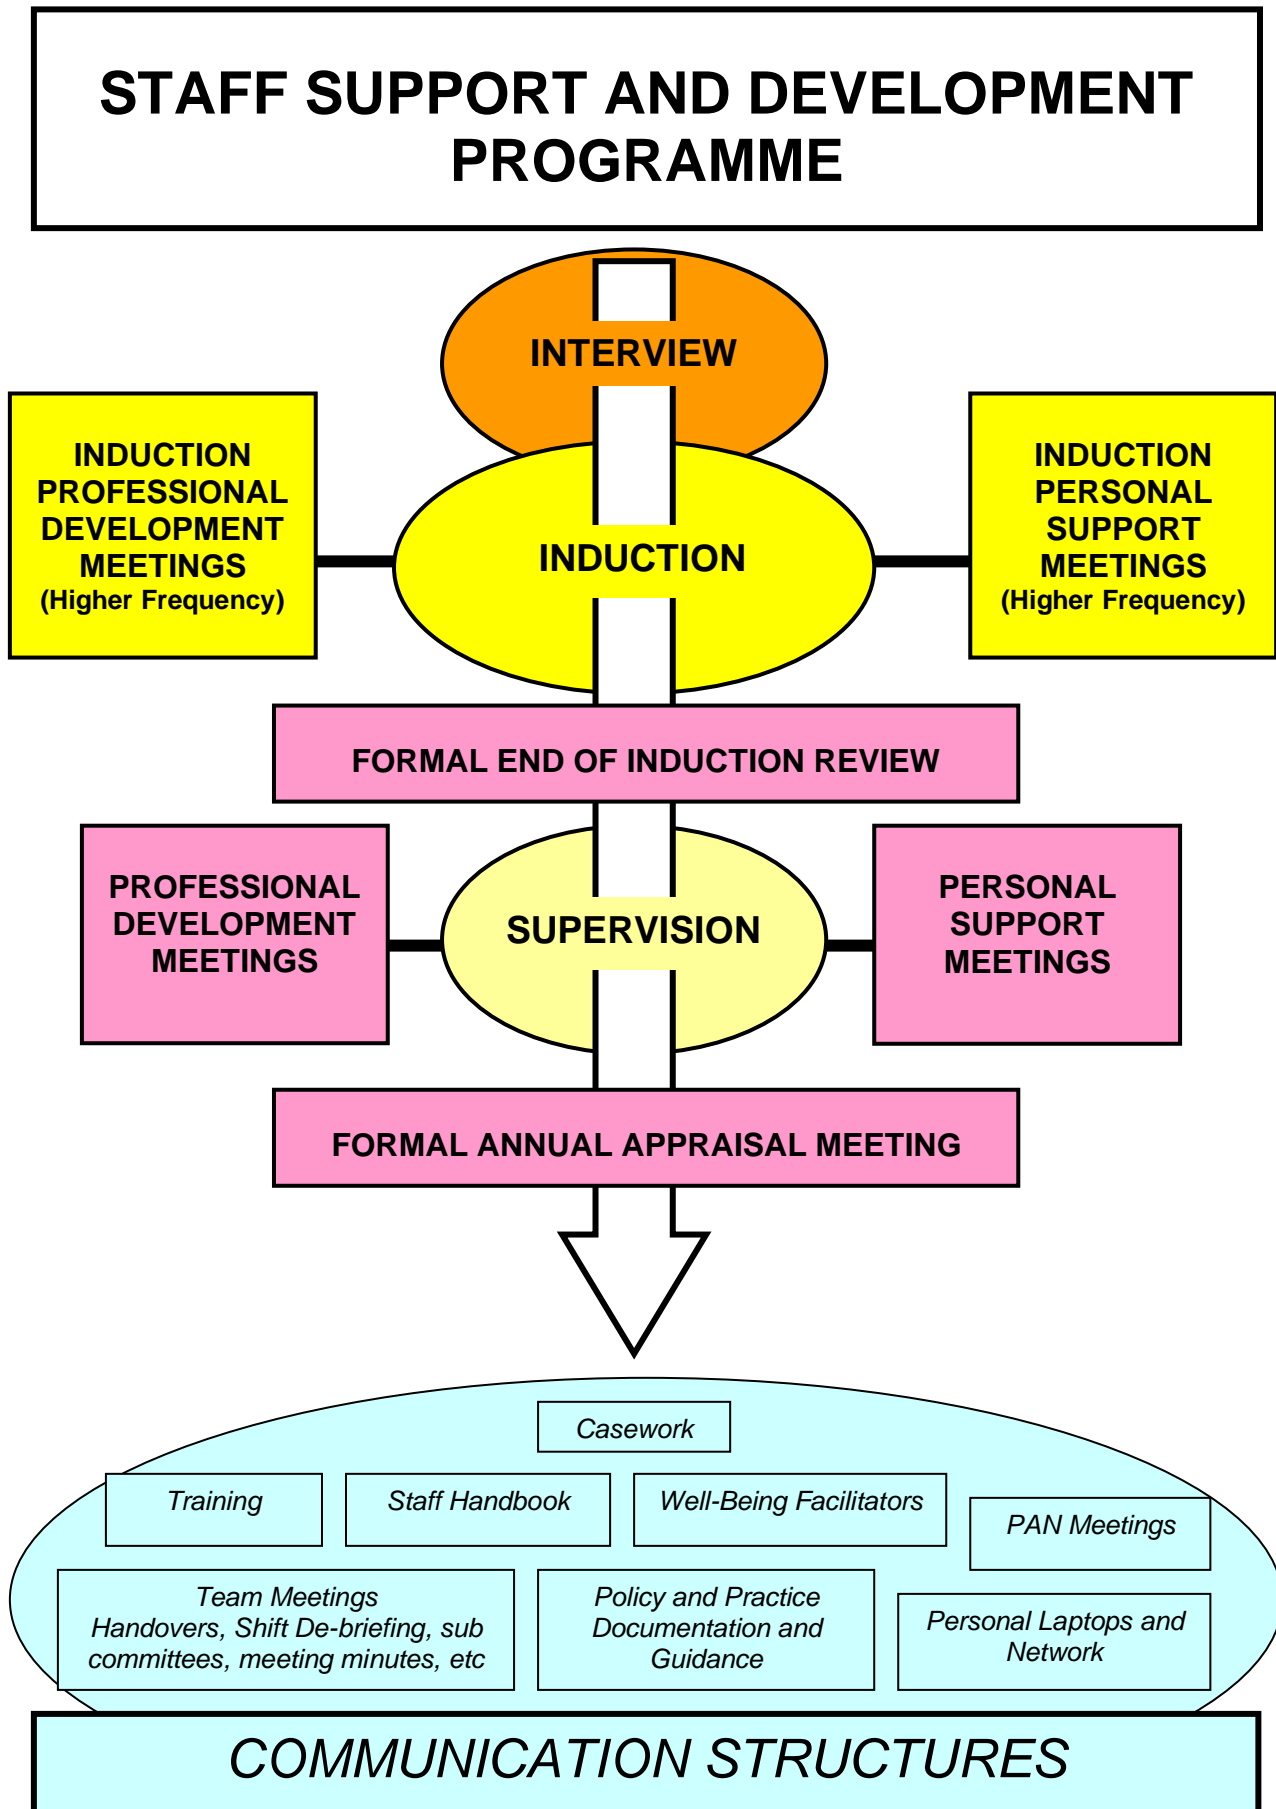 STAFF SUPPORT AND DEVELOPMENT
PROGRAMME
INTERVIEW
INDUCTION
PROFESSIONAL
DEVELOPMENT
MEETINGS
(Higher Frequency)
INDUCTION
INDUCTION
PERSONAL
SUPPORT
MEETINGS
(Higher Frequency)
FORMAL END OF INDUCTION REVIEW
PROFESSIONAL
DEVELOPMENT
MEETINGS
SUPERVISION
PERSONAL
SUPPORT
MEETINGS
FORMAL ANNUAL APPRAISAL MEETING
Casework
Training
Staff Handbook
Well-Being Facilitators
PAN Meetings
Team Meetings
Handovers, Shift De-briefing, sub
committees, meeting minutes, etc
Policy and Practice
Documentation and
Guidance
Personal Laptops and
Network
COMMUNICATION STRUCTURES